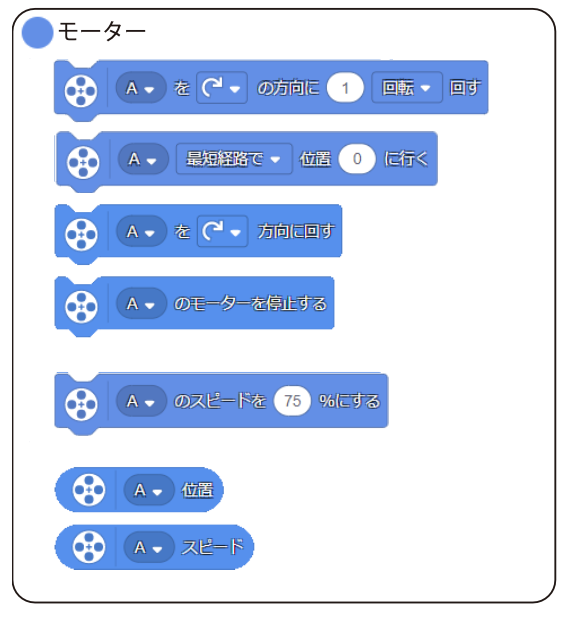 モーター
A を の方向に 1 回転 回す
A 最短経路で 位置 0 に行く
A を 方向に回す
A のモーターを停止する
A のスピードを 75 %にする
A 位置
A スピード